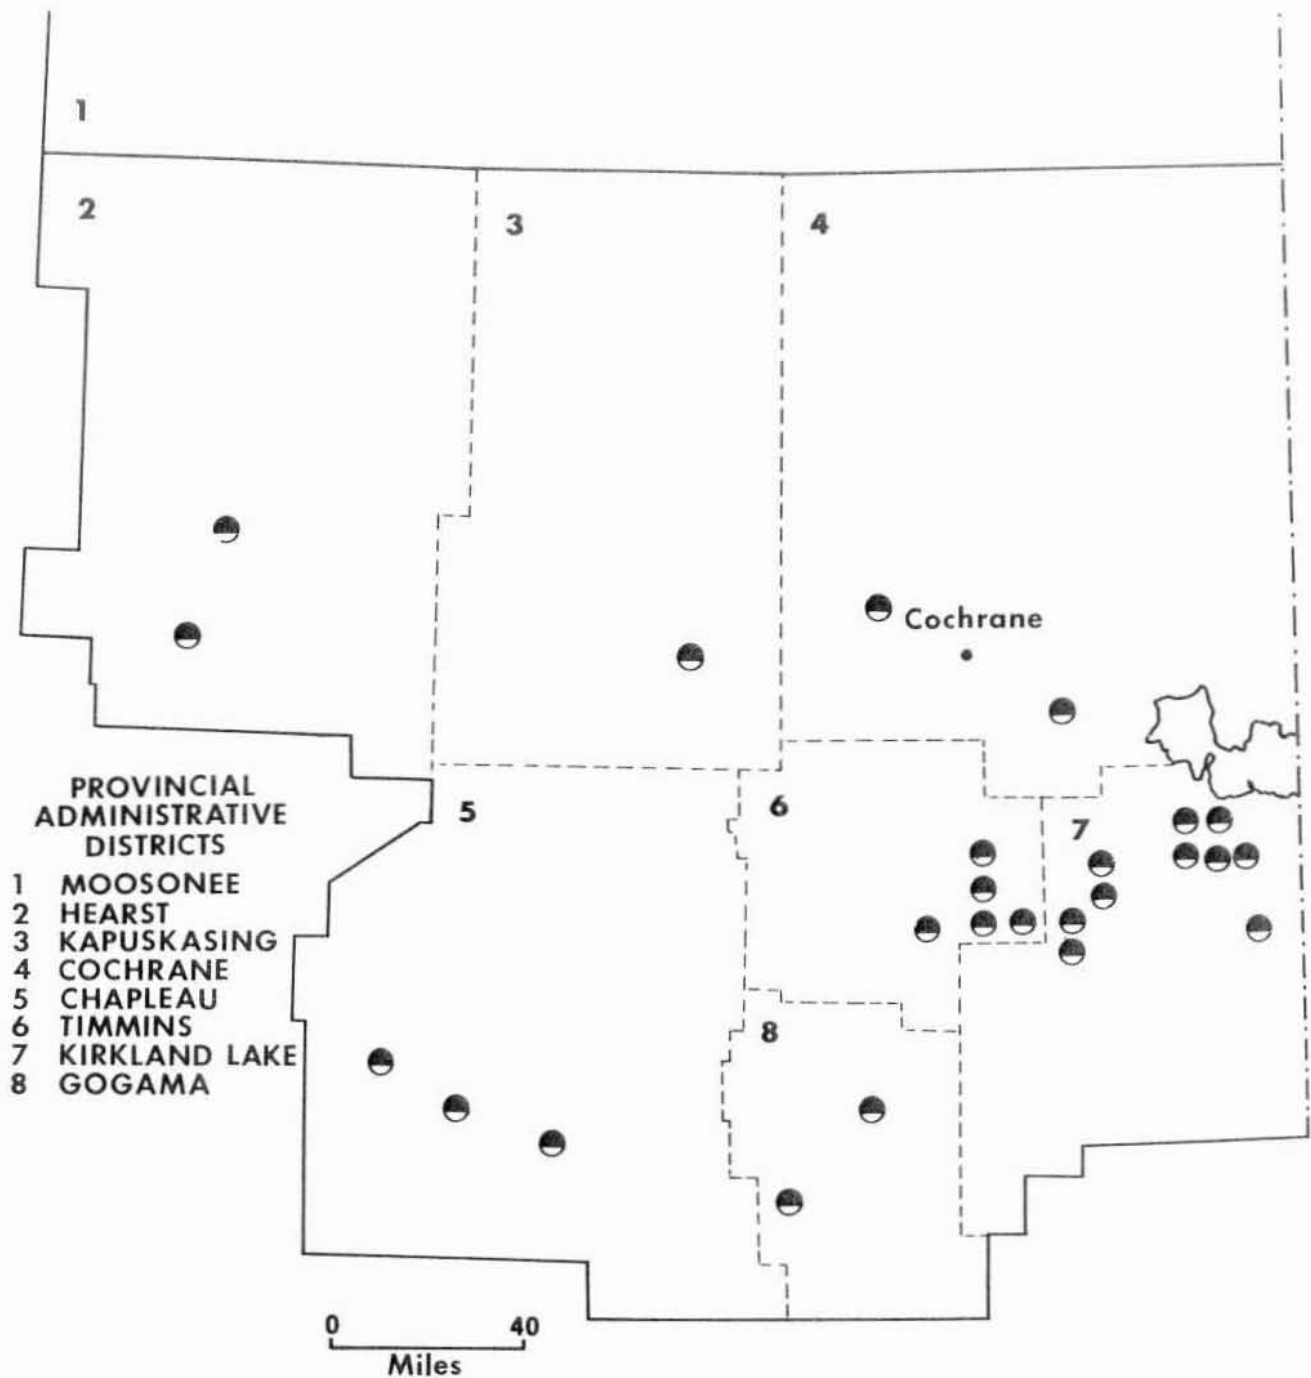 1
2
3
4
Cochrane
5
6
7
8
PROVINCIAL
ADMINISTRATIVE
DISTRICTS
1 MOOSONEE
2 HEARST
3 KAPUSKASING
4 COCHRANE
5 CHAPLEAU
6 TIMMINS
7 KIRKLAND LAKE
8 GOGAMA
0 40
Miles